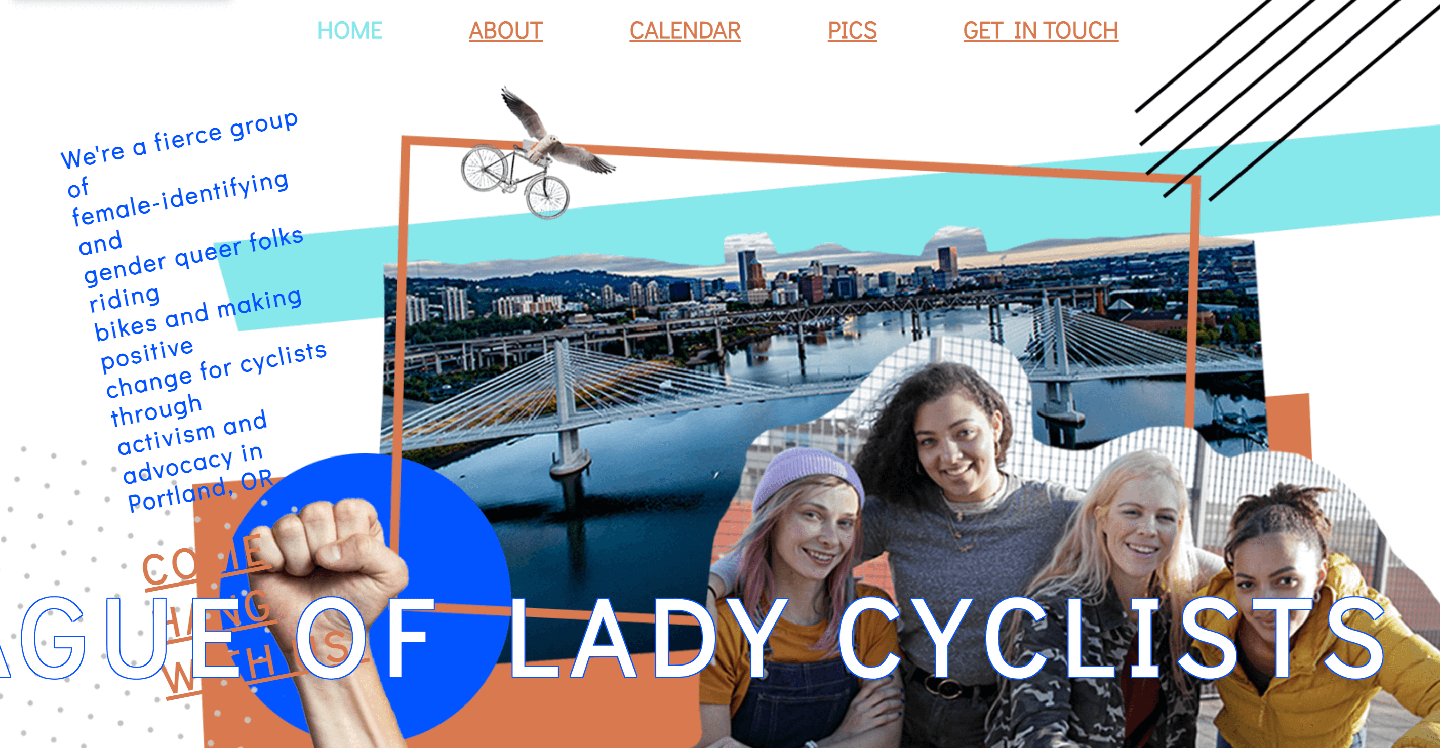 HOME ABOUT CALENDAR PICS GET IN TOUCH
We're a fierce group
of
female-identifying
and
gender queer folks
riding
bikes and making
positive
change for cyclists
through
activism and
advocacy in
Portland, OR
COME
HANG
WITH US
AGUE OF LADY CYCLISTS